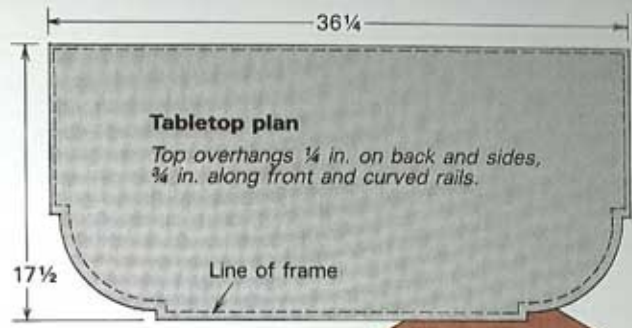 36¼
Tabletop plan
Top overhangs ¼ in. on back and sides,
¾ in. along front and curved rails.
17½
Line of frame